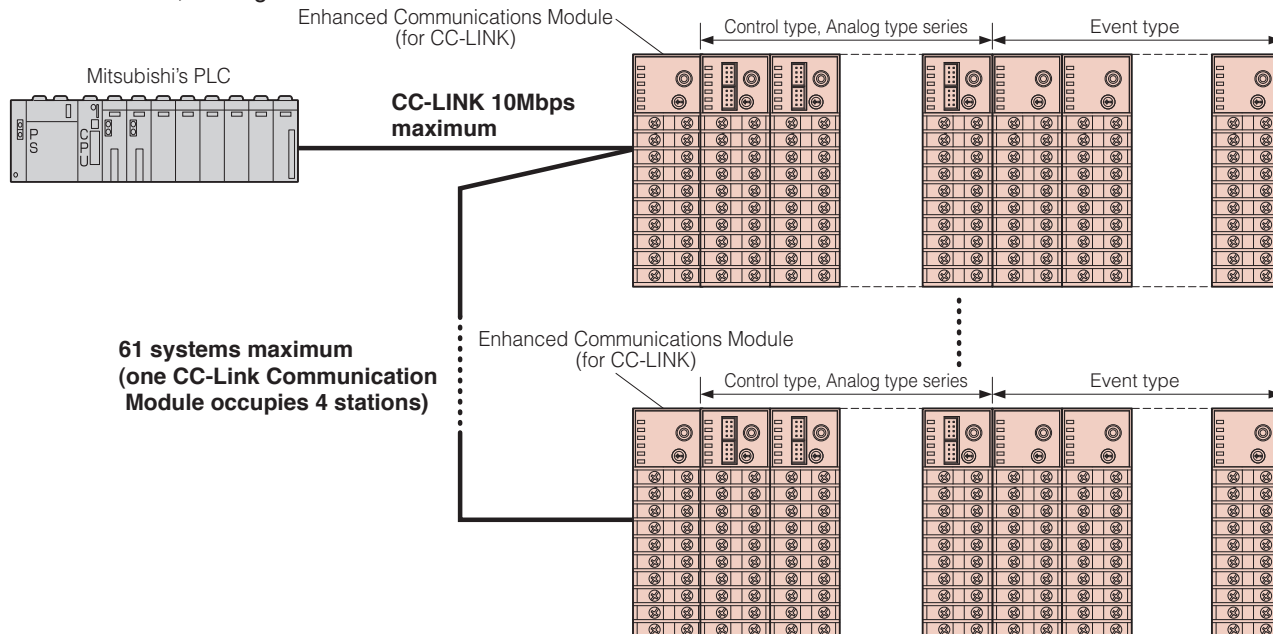 Enhanced Communications Module
(for CC-LINK)
Control type, Analog type series
Event type
Mitsubishi's PLC
P
S
C
P
U
CC-LINK 10Mbps
maximum
61 systems maximum
(one CC-Link Communication
Module occupies 4 stations)
Enhanced Communications Module
(for CC-LINK)
Control type, Analog type series
Event type